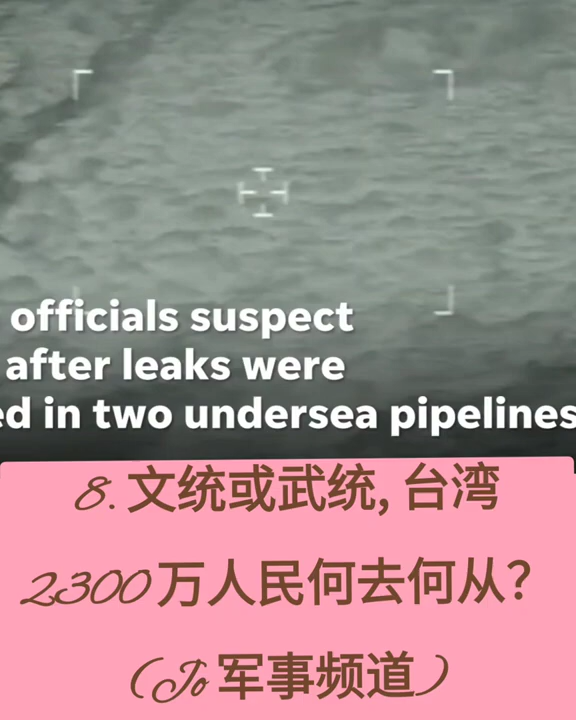 officials suspect
after leaks were
ed in two undersea pipelines
8. 文统或武统, 台湾
2300万人民何去何从?
(Jo 军事频道)